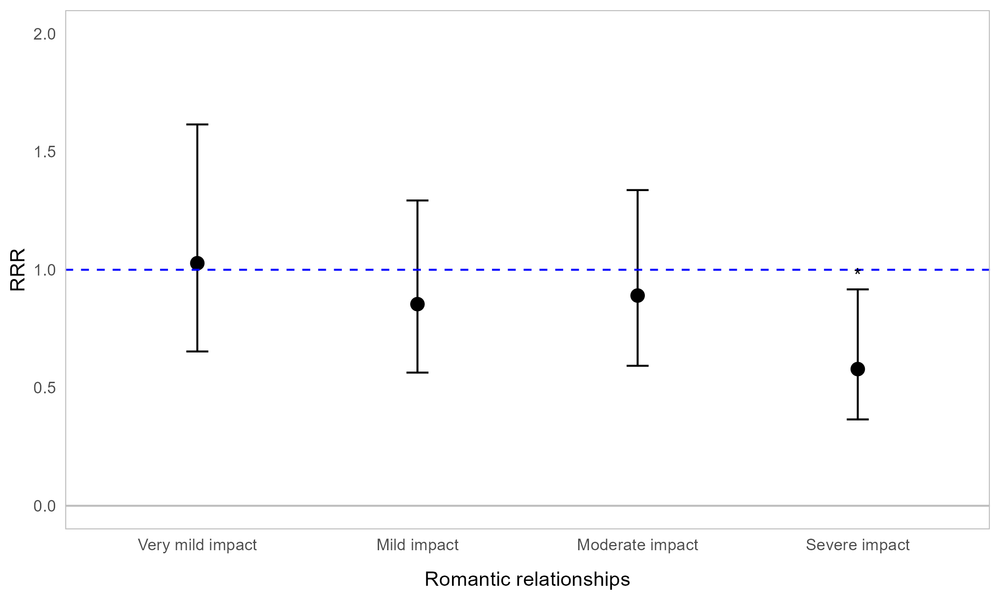 2.0
1.5
RRR
1.0
*
0.5
0.0
Very mild impact
Mild impact
Moderate impact
Severe impact
Romantic relationships